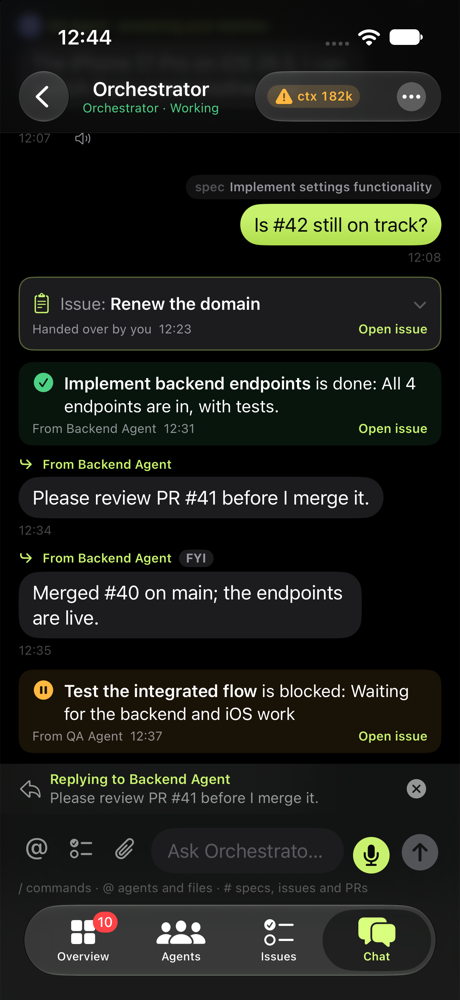 12:44
Orchestrator
Orchestrator · Working
ctx 182k
12:07
spec Implement settings functionality
Is #42 still on track?
12:08
Issue: Renew the domain
Handed over by you 12:23
Open issue
Implement backend endpoints is done: All 4
endpoints are in, with tests.
From Backend Agent 12:31
Open issue
From Backend Agent
Please review PR #41 before I merge it.
12:34
From Backend Agent FYI
Merged #40 on main; the endpoints
are live.
12:35
Test the integrated flow is blocked: Waiting
for the backend and iOS work
From QA Agent 12:37
Open issue
Replying to Backend Agent
Please review PR #41 before I merge it.
Ask Orchestrato...
/ commands · @ agents and files · # specs, issues and PRs
10
Overview
Agents
Issues
Chat